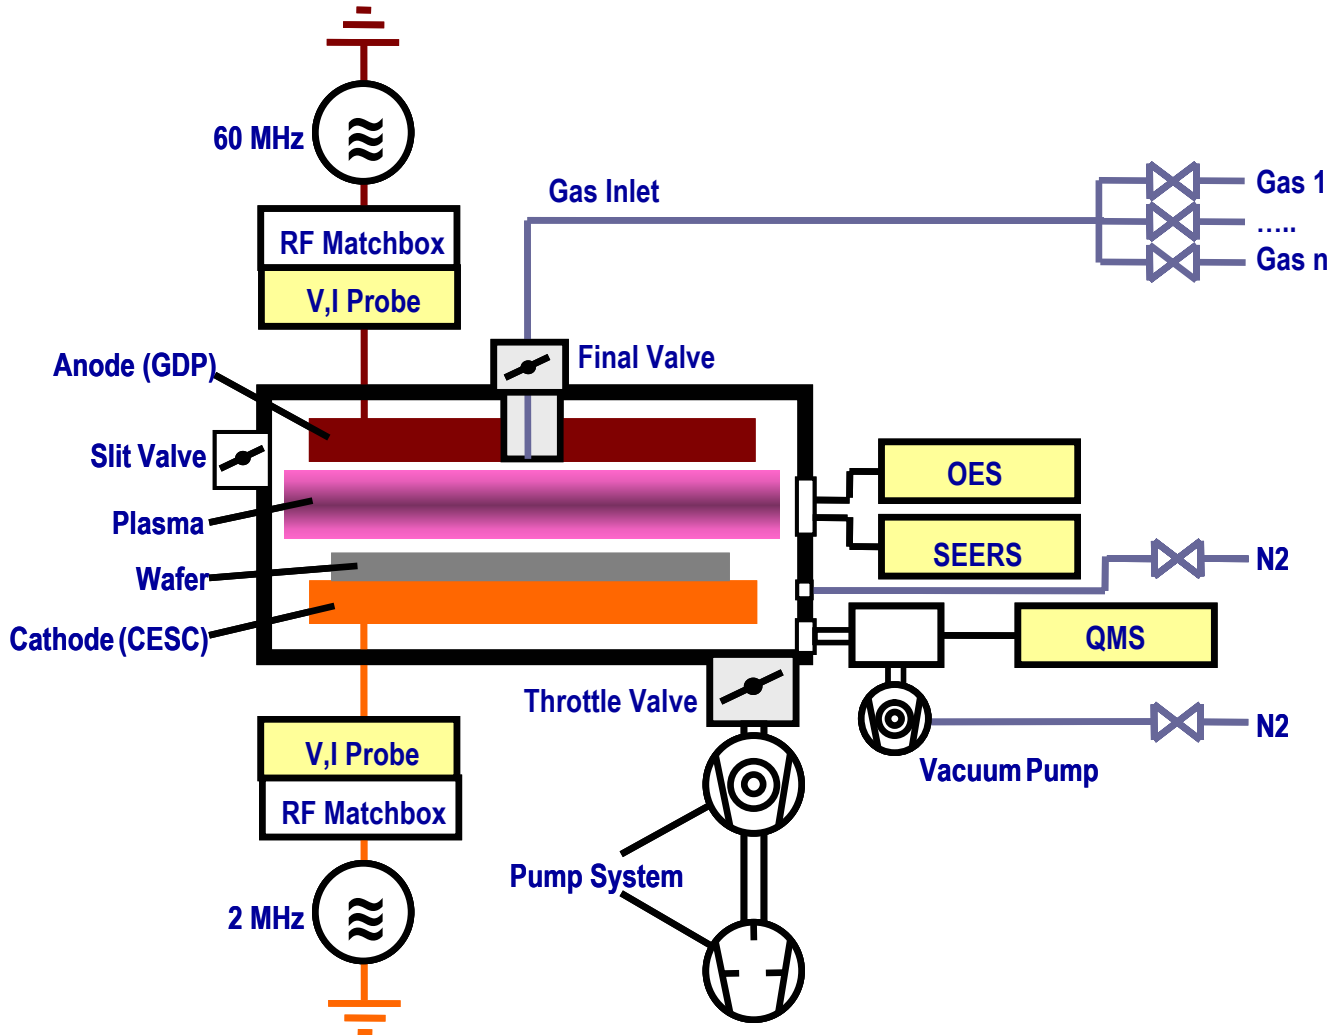 60 MHz
Gas Inlet
Gas 1
.....
Gas n
RF Matchbox
V,I Probe
Final Valve
Anode (GDP)
Slit Valve
OES
Plasma
SEERS
Wafer
N2
Cathode (CESC)
QMS
Throttle Valve
N2
V,I Probe
Vacuum Pump
RF Matchbox
Pump System
2 MHz